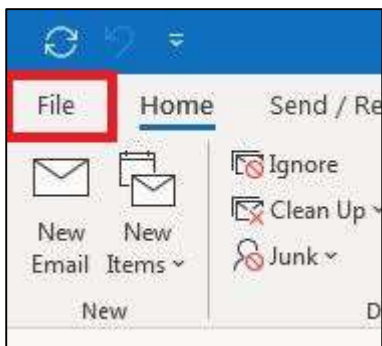 File Home Send / Re
Ignore
Clean Up
Junk
New Email
New Items
New D